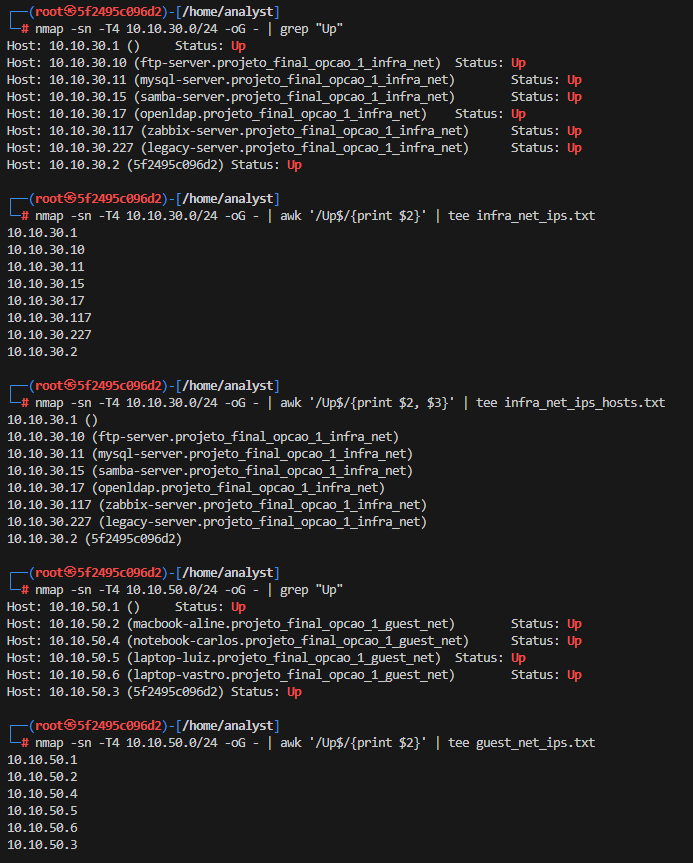 ┌──(root㉿5f2495c096d2)-[/home/analyst]
└─# nmap -sn -T4 10.10.30.0/24 -oG - | grep "Up"
Host: 10.10.30.1 ()     Status: Up
Host: 10.10.30.10 (ftp-server.projeto_final_opcao_1_infra_net)  Status: Up
Host: 10.10.30.11 (mysql-server.projeto_final_opcao_1_infra_net)        Status: Up
Host: 10.10.30.15 (samba-server.projeto_final_opcao_1_infra_net)        Status: Up
Host: 10.10.30.17 (openldap.projeto_final_opcao_1_infra_net)    Status: Up
Host: 10.10.30.117 (zabbix-server.projeto_final_opcao_1_infra_net)      Status: Up
Host: 10.10.30.227 (legacy-server.projeto_final_opcao_1_infra_net)      Status: Up
Host: 10.10.30.2 (5f2495c096d2) Status: Up
┌──(root㉿5f2495c096d2)-[/home/analyst]
└─# nmap -sn -T4 10.10.30.0/24 -oG - | awk '/Up$/{print $2}' | tee infra_net_ips.txt
10.10.30.1
10.10.30.10
10.10.30.11
10.10.30.15
10.10.30.17
10.10.30.117
10.10.30.227
10.10.30.2
┌──(root㉿5f2495c096d2)-[/home/analyst]
└─# nmap -sn -T4 10.10.30.0/24 -oG - | awk '/Up$/{print $2, $3}' | tee infra_net_ips_hosts.txt
10.10.30.1 ()
10.10.30.10 (ftp-server.projeto_final_opcao_1_infra_net)
10.10.30.11 (mysql-server.projeto_final_opcao_1_infra_net)
10.10.30.15 (samba-server.projeto_final_opcao_1_infra_net)
10.10.30.17 (openldap.projeto_final_opcao_1_infra_net)
10.10.30.117 (zabbix-server.projeto_final_opcao_1_infra_net)
10.10.30.227 (legacy-server.projeto_final_opcao_1_infra_net)
10.10.30.2 (5f2495c096d2)
┌──(root㉿5f2495c096d2)-[/home/analyst]
└─# nmap -sn -T4 10.10.50.0/24 -oG - | grep "Up"
Host: 10.10.50.1 ()     Status: Up
Host: 10.10.50.2 (macbook-aline.projeto_final_opcao_1_guest_net)        Status: Up
Host: 10.10.50.4 (notebook-carlos.projeto_final_opcao_1_guest_net)      Status: Up
Host: 10.10.50.5 (laptop-luiz.projeto_final_opcao_1_guest_net)  Status: Up
Host: 10.10.50.6 (laptop-vastro.projeto_final_opcao_1_guest_net)        Status: Up
Host: 10.10.50.3 (5f2495c096d2) Status: Up
┌──(root㉿5f2495c096d2)-[/home/analyst]
└─# nmap -sn -T4 10.10.50.0/24 -oG - | awk '/Up$/{print $2}' | tee guest_net_ips.txt
10.10.50.1
10.10.50.2
10.10.50.4
10.10.50.5
10.10.50.6
10.10.50.3